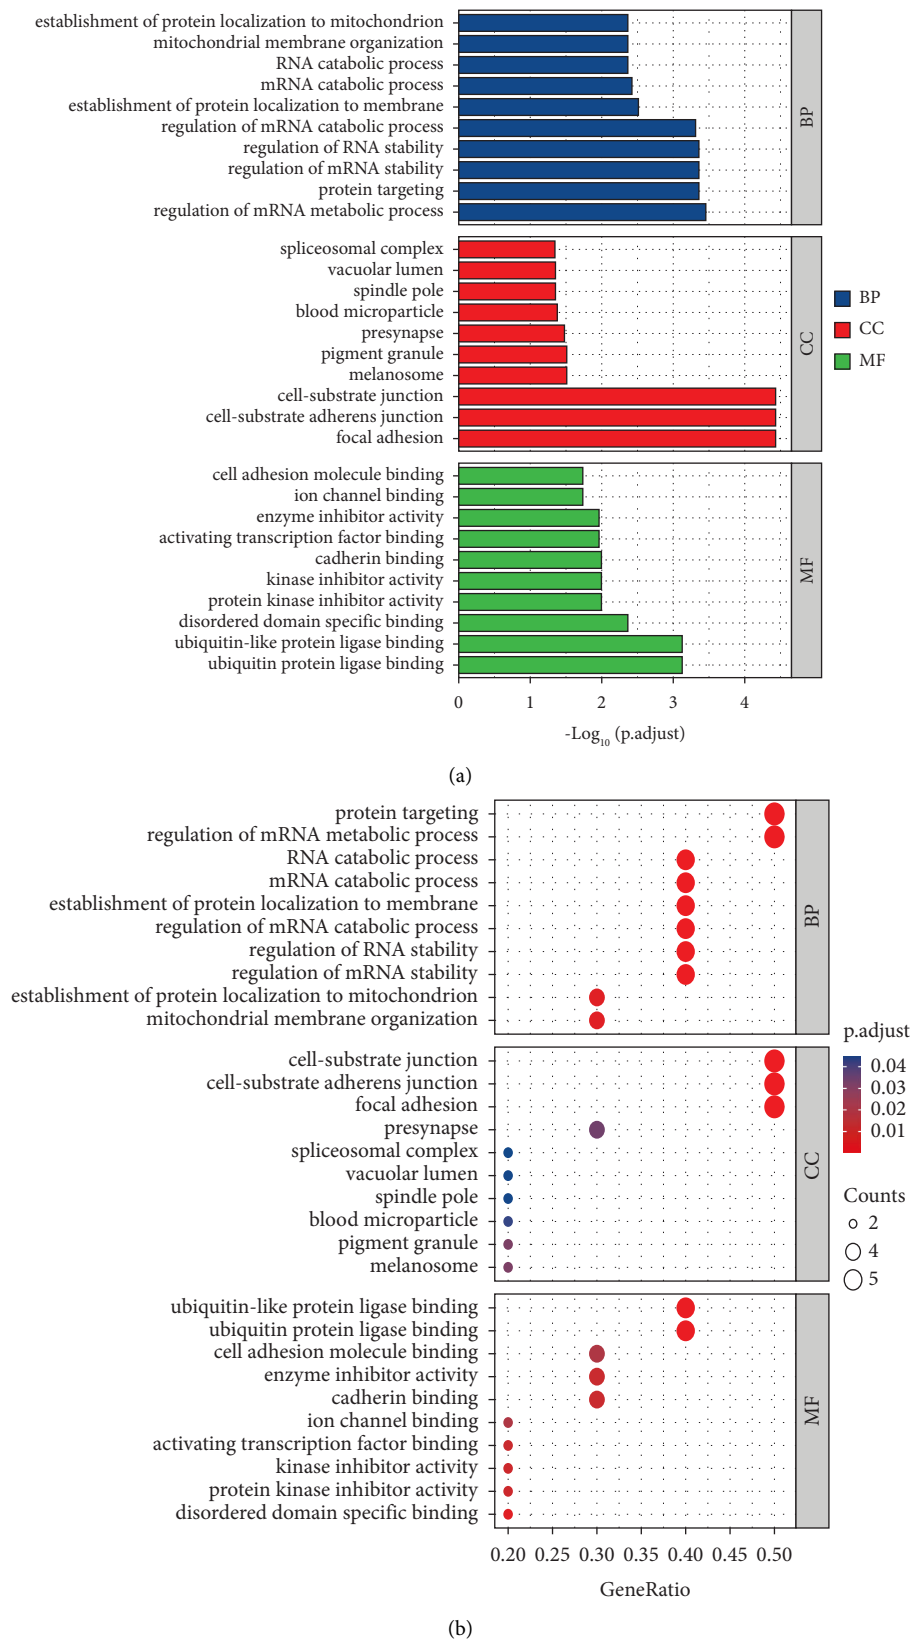 establishment of protein localization to mitochondrion
mitochondrial membrane organization
RNA catabolic process
mRNA catabolic process
establishment of protein localization to membrane
regulation of mRNA catabolic process
regulation of RNA stability
regulation of mRNA stability
protein targeting
regulation of mRNA metabolic process
BP
spliceosomal complex
vacuolar lumen
spindle pole
blood microparticle
presynapse
pigment granule
melanosome
cell-substrate junction
cell-substrate adherens junction
focal adhesion
CC
BP
CC
MF
cell adhesion molecule binding
ion channel binding
enzyme inhibitor activity
activating transcription factor binding
cadherin binding
kinase inhibitor activity
protein kinase inhibitor activity
disordered domain specific binding
ubiquitin-like protein ligase binding
ubiquitin protein ligase binding
MF
0 1 2 3 4
-Log10 (p.adjust)
(a)
protein targeting
regulation of mRNA metabolic process
RNA catabolic process
mRNA catabolic process
establishment of protein localization to membrane
regulation of mRNA catabolic process
regulation of RNA stability
regulation of mRNA stability
establishment of protein localization to mitochondrion
mitochondrial membrane organization
BP
cell-substrate junction
cell-substrate adherens junction
focal adhesion
presynapse
spliceosomal complex
vacuolar lumen
spindle pole
blood microparticle
pigment granule
melanosome
CC
p.adjust
0.04
0.03
0.02
0.01
Counts
2
4
5
ubiquitin-like protein ligase binding
ubiquitin protein ligase binding
cell adhesion molecule binding
enzyme inhibitor activity
cadherin binding
ion channel binding
activating transcription factor binding
kinase inhibitor activity
protein kinase inhibitor activity
disordered domain specific binding
MF
0.20 0.25 0.30 0.35 0.40 0.45 0.50
GeneRatio
(b)